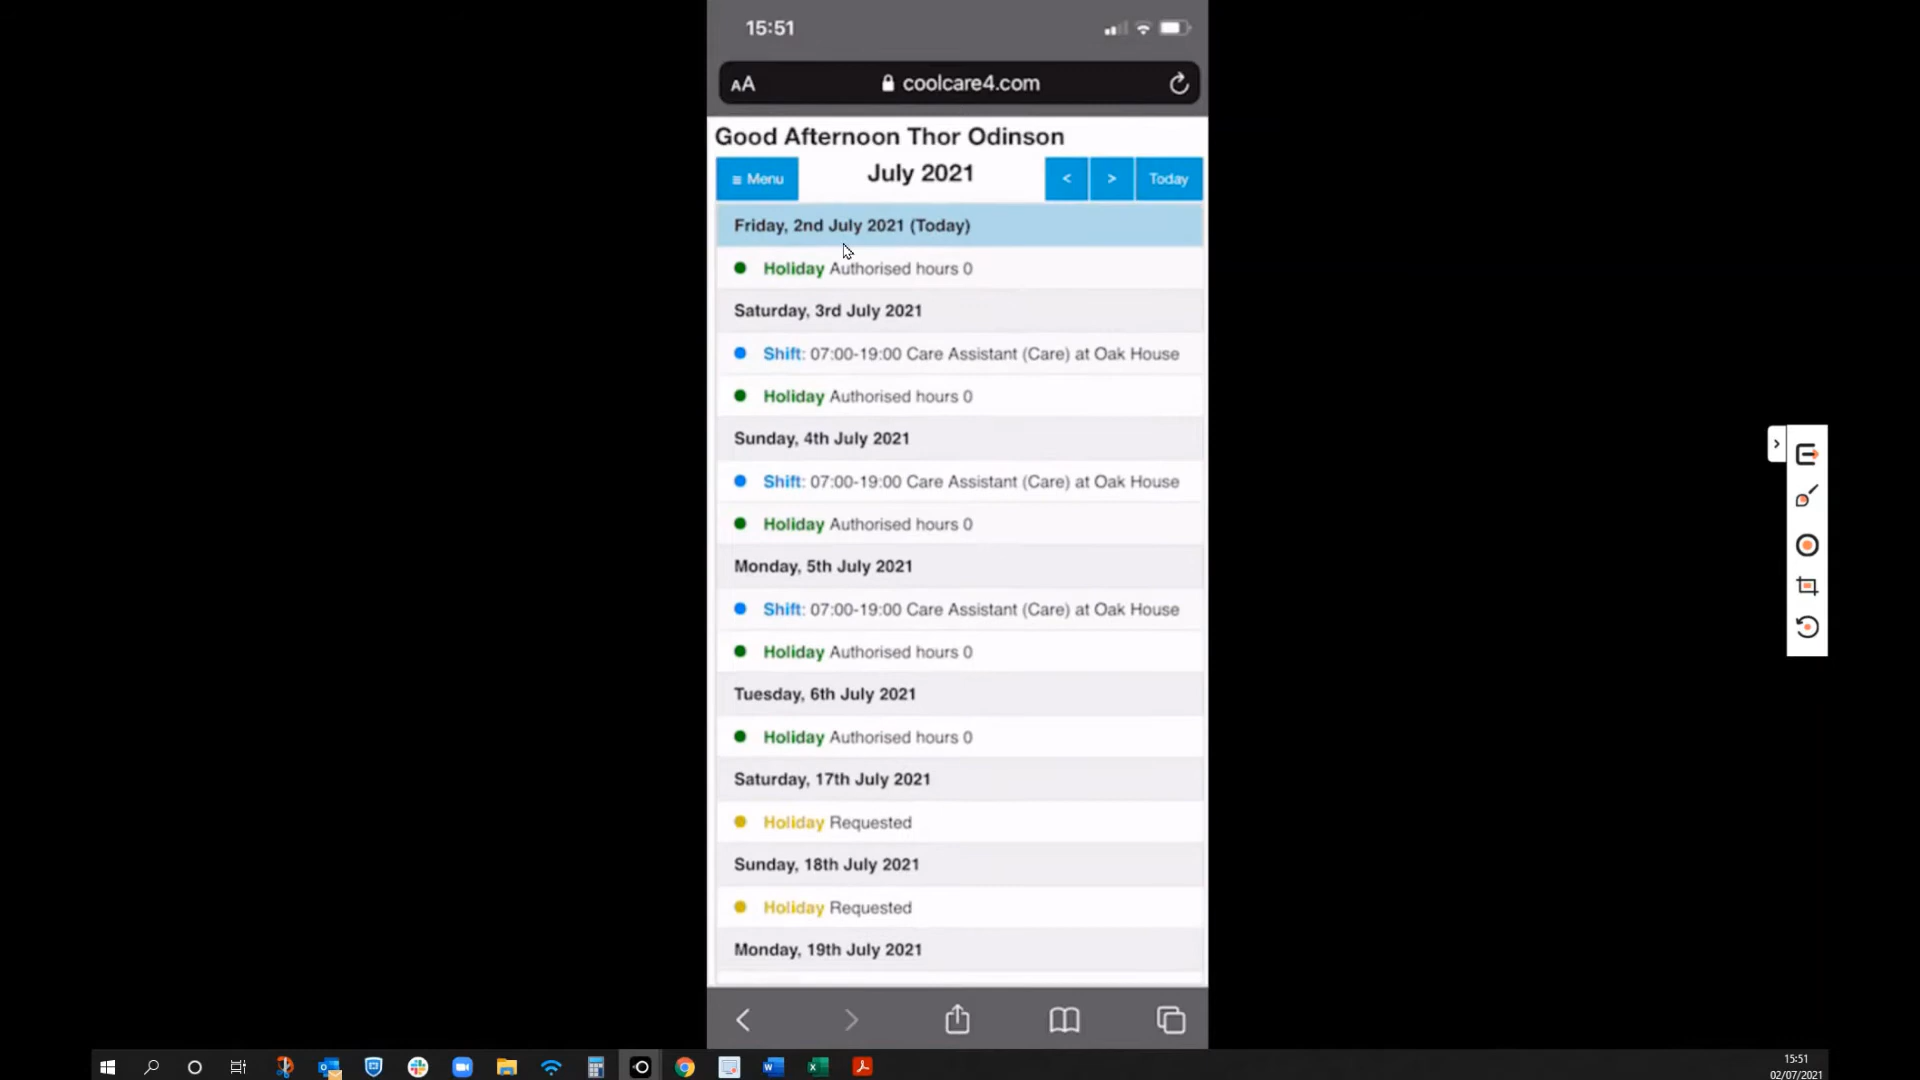 15:51
AA coolcare4.com
Good Afternoon Thor Odinson
≡ Menu July 2021 < > Today
Friday, 2nd July 2021 (Today)
Holiday Authorised hours 0
Saturday, 3rd July 2021
Shift: 07:00-19:00 Care Assistant (Care) at Oak House
Holiday Authorised hours 0
Sunday, 4th July 2021
Shift: 07:00-19:00 Care Assistant (Care) at Oak House
Holiday Authorised hours 0
Monday, 5th July 2021
Shift: 07:00-19:00 Care Assistant (Care) at Oak House
Holiday Authorised hours 0
Tuesday, 6th July 2021
Holiday Authorised hours 0
Saturday, 17th July 2021
Holiday Requested
Sunday, 18th July 2021
Holiday Requested
Monday, 19th July 2021
15:51
02/07/2021